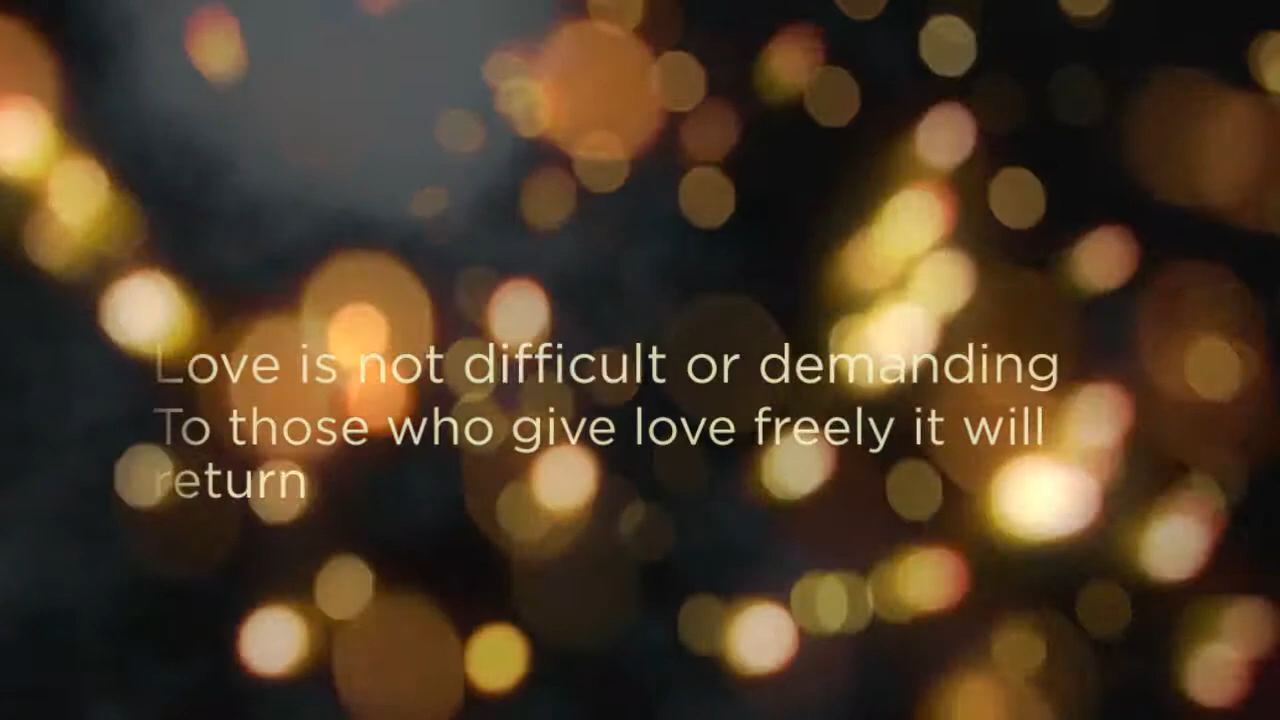 Love is not difficult or demanding
To those who give love freely it will
return